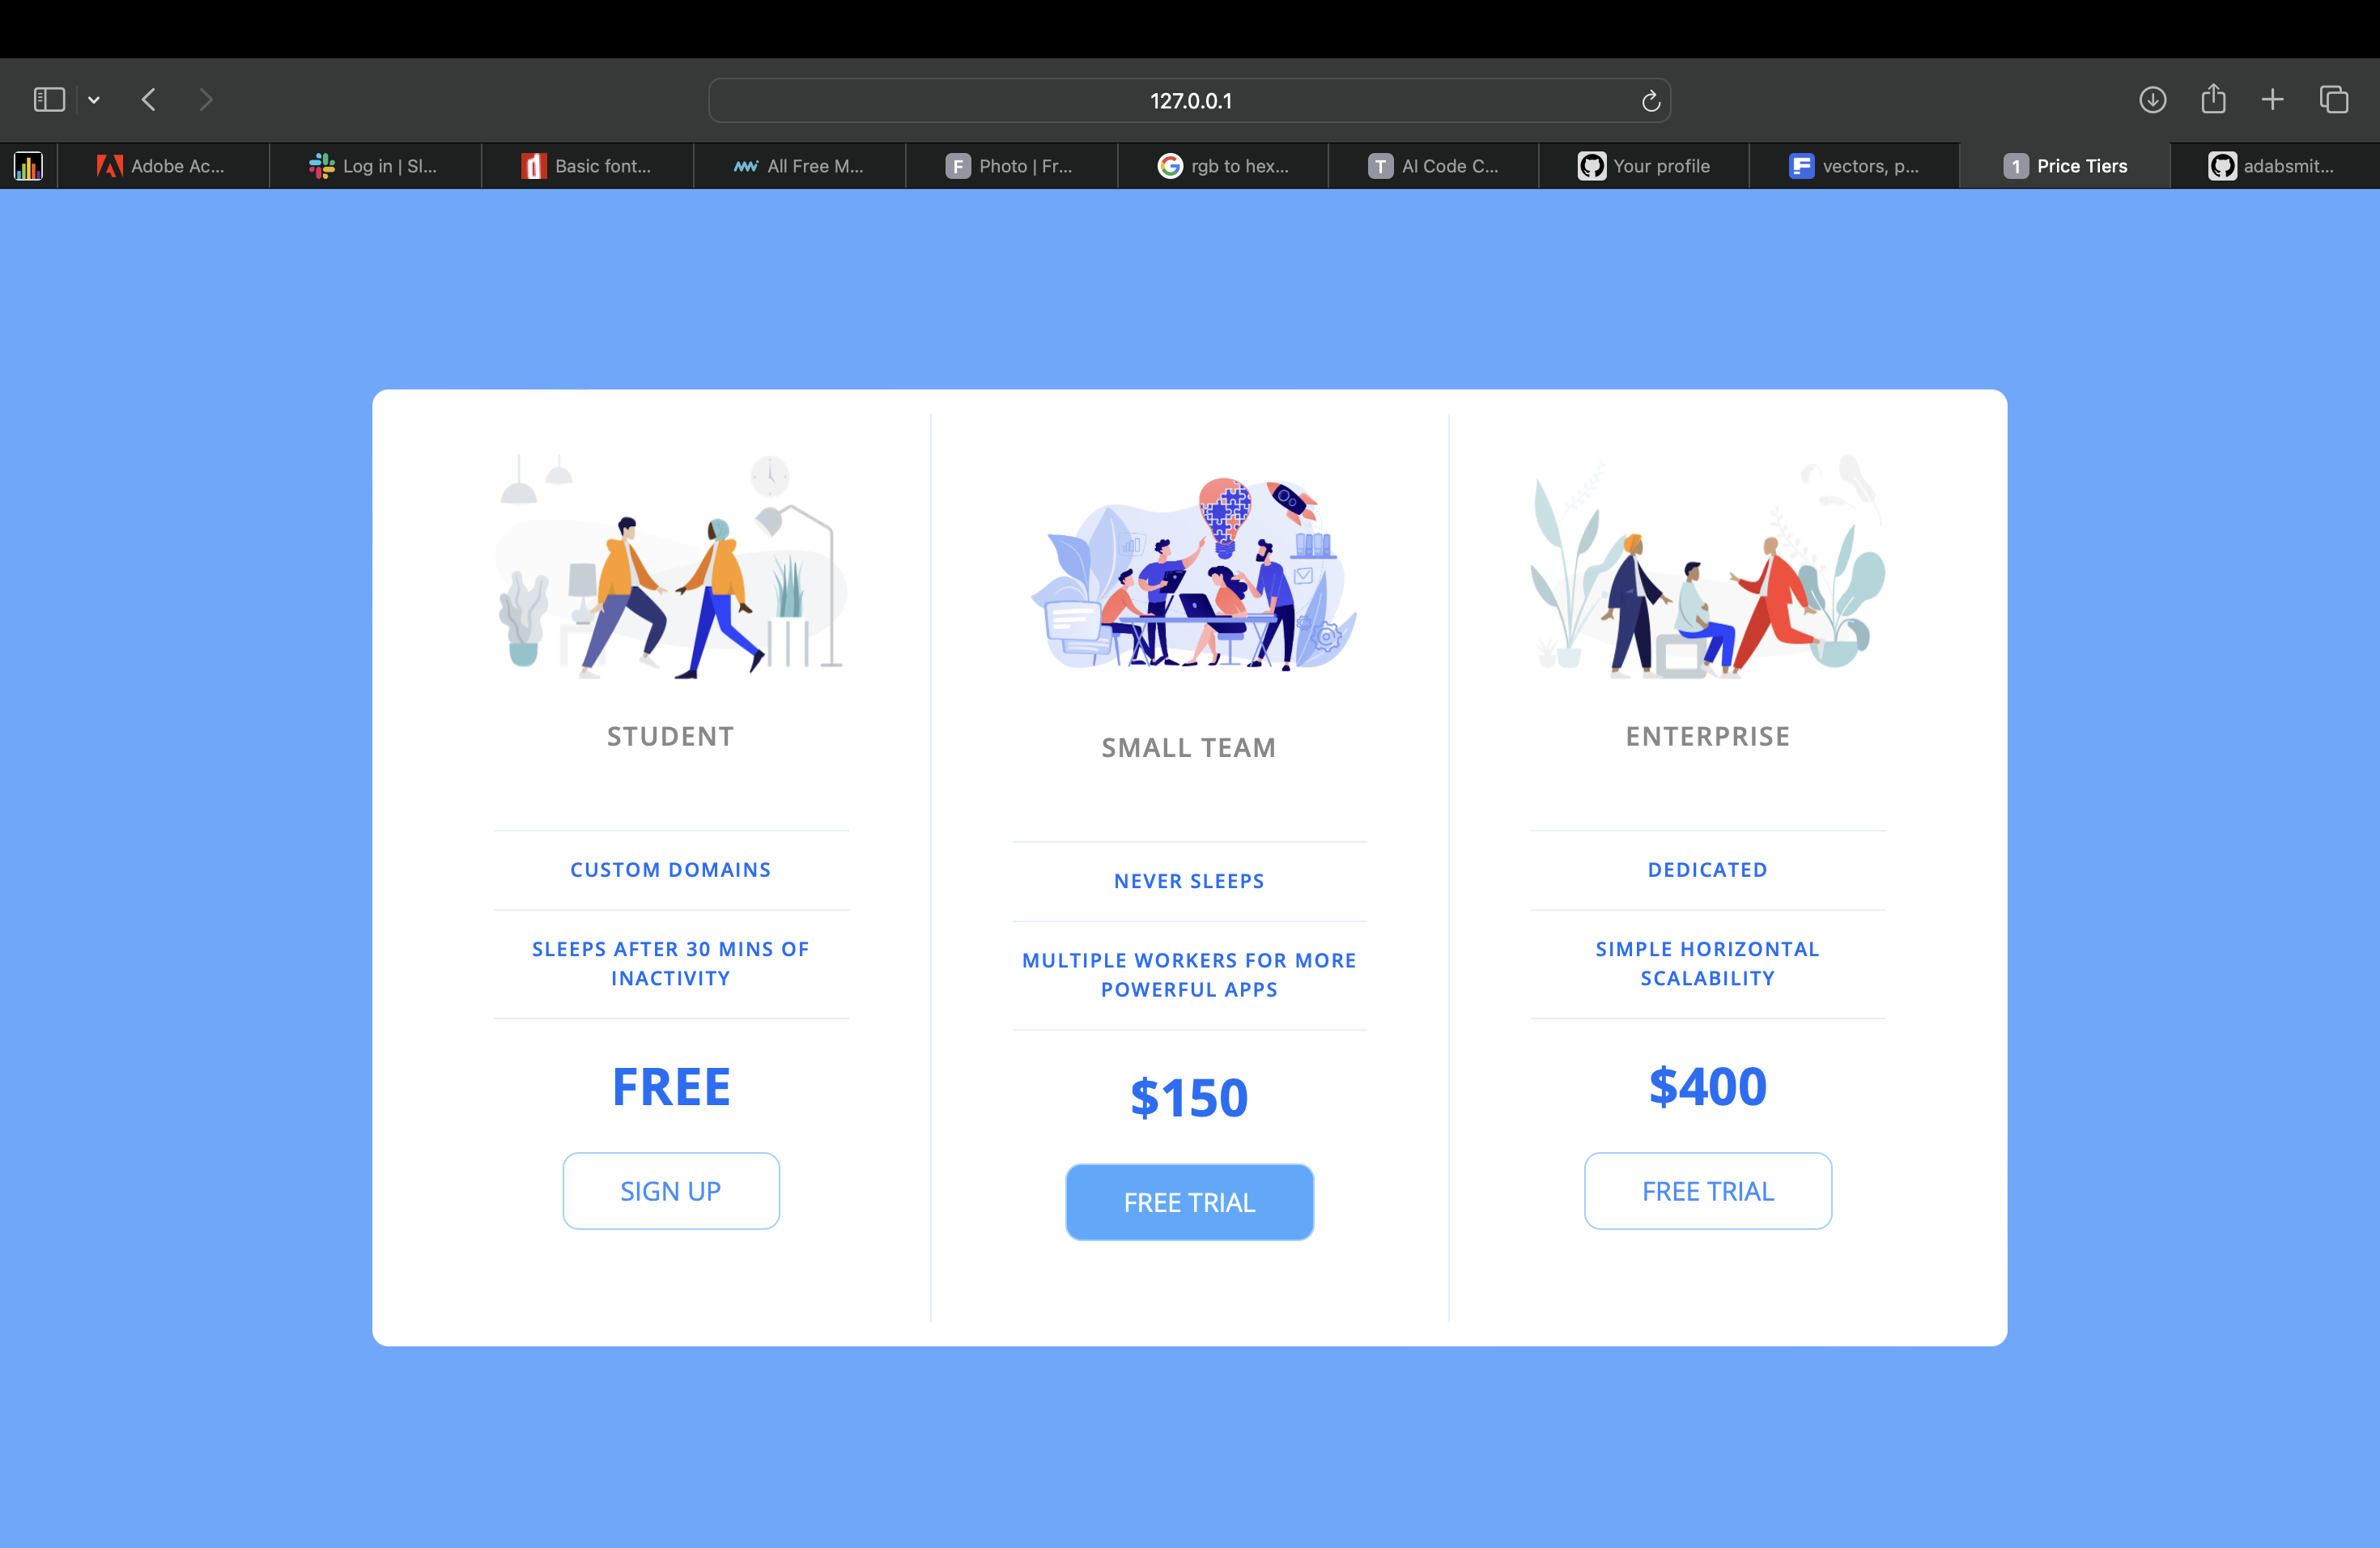 127.0.0.1
Adobe Ac...
Log in | Sl...
Basic font...
All Free M...
F
Photo | Fr...
rgb to hex...
T
AI Code C...
Your profile
vectors, p...
1
Price Tiers
adabsmit...
STUDENT
CUSTOM DOMAINS
SLEEPS AFTER 30 MINS OF
INACTIVITY
FREE
SIGN UP
SMALL TEAM
NEVER SLEEPS
MULTIPLE WORKERS FOR MORE
POWERFUL APPS
$150
FREE TRIAL
ENTERPRISE
DEDICATED
SIMPLE HORIZONTAL
SCALABILITY
$400
FREE TRIAL